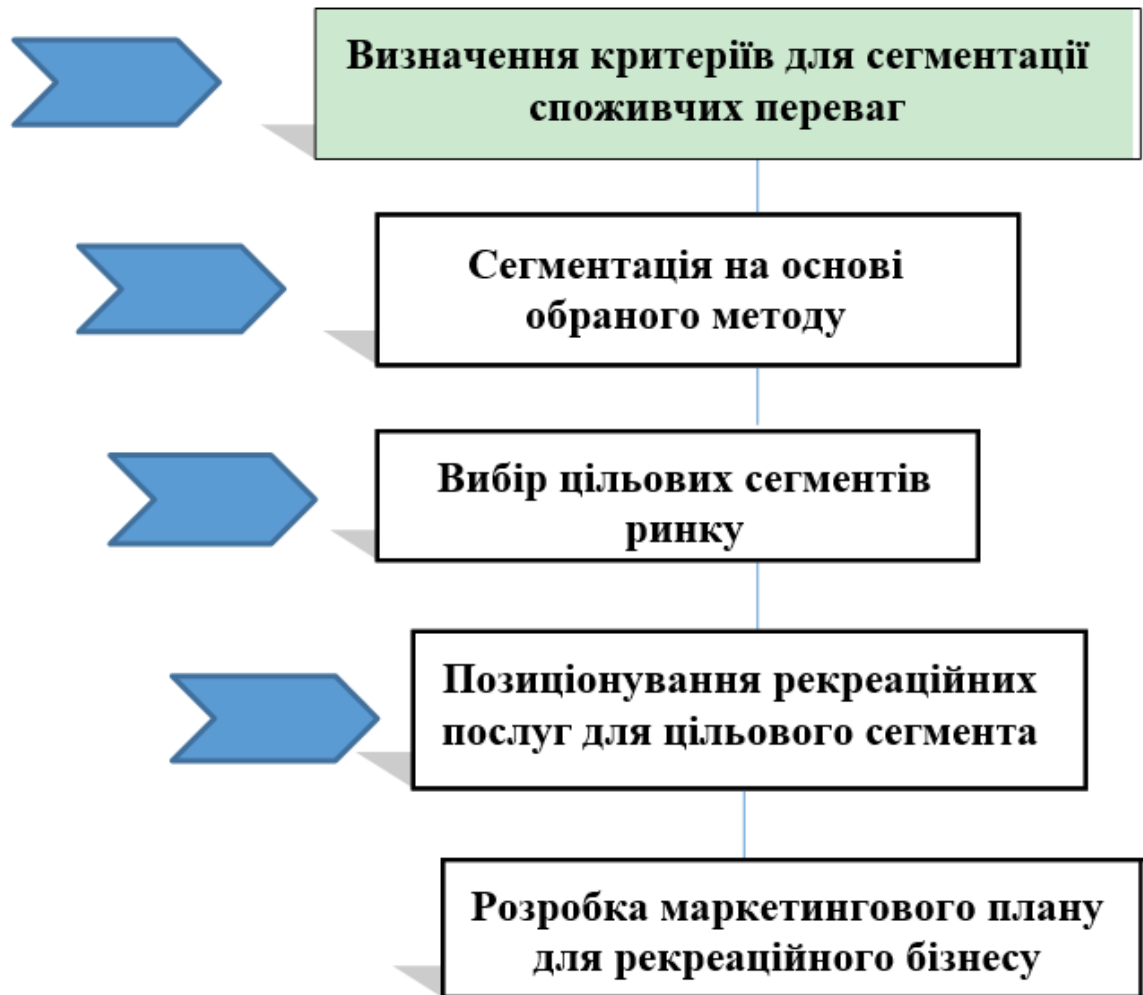 Визначення критеріїв для сегментації
споживчих переваг
Сегментація на основі
обраного методу
Вибір цільових сегментів
ринку
Позиціонування рекреаційних
послуг для цільового сегмента
Розробка маркетингового плану
для рекреаційного бізнесу